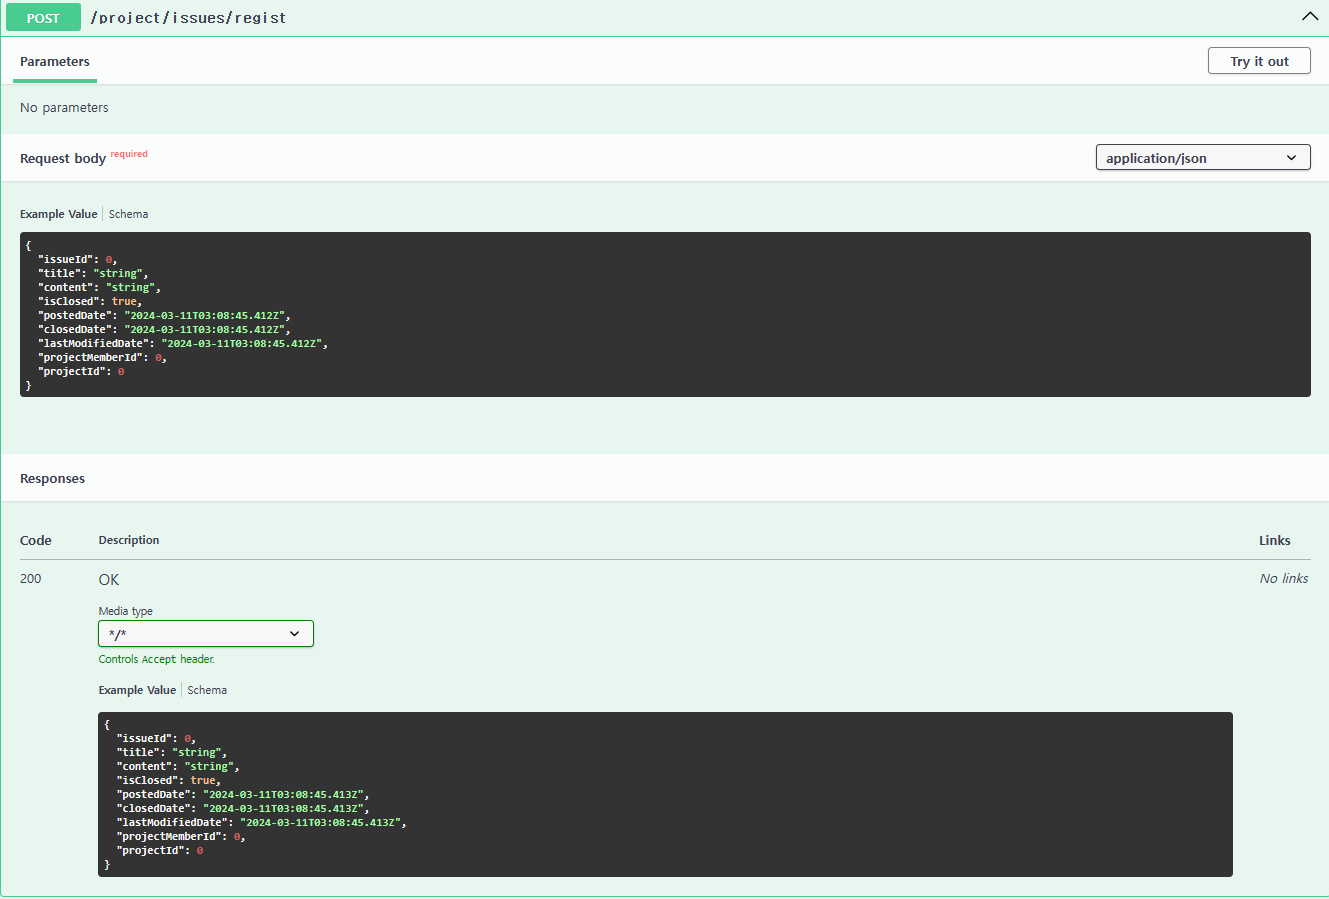 POST /project/issues/regist
Parameters
Try it out
No parameters
Request body required
application/json
Example Value Schema
{
  "issueId": 0,
  "title": "string",
  "content": "string",
  "isClosed": true,
  "postedDate": "2024-03-11T03:08:45.412Z",
  "closedDate": "2024-03-11T03:08:45.412Z",
  "lastModifiedDate": "2024-03-11T03:08:45.412Z",
  "projectMemberId": 0,
  "projectId": 0
}
Responses
Code Description Links
200 OK No links
Media type
*/*
Controls Accept header.
Example Value Schema
{
  "issueId": 0,
  "title": "string",
  "content": "string",
  "isClosed": true,
  "postedDate": "2024-03-11T03:08:45.413Z",
  "closedDate": "2024-03-11T03:08:45.413Z",
  "lastModifiedDate": "2024-03-11T03:08:45.413Z",
  "projectMemberId": 0,
  "projectId": 0
}